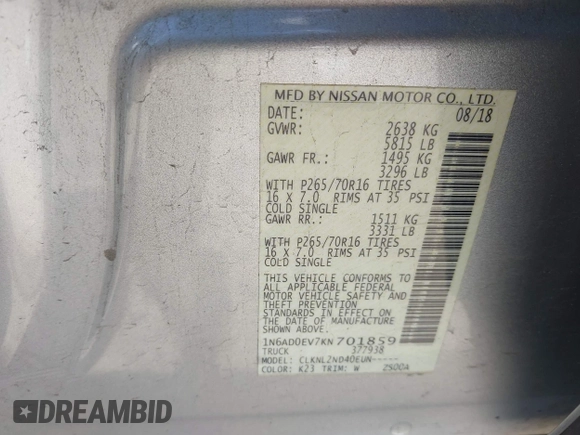 MFD BY NISSAN MOTOR CO., LTD.
DATE: 08/18
GVWR: 2638 KG
5815 LB
GAWR FR.: 1495 KG
3296 LB
WITH P265/70R16 TIRES
16 X 7.0 RIMS AT 35 PSI
COLD SINGLE
GAWR RR.: 1511 KG
3331 LB
WITH P265/70R16 TIRES
16 X 7.0 RIMS AT 35 PSI
COLD SINGLE
THIS VEHICLE CONFORMS TO
ALL APPLICABLE FEDERAL
MOTOR VEHICLE SAFETY AND
THEFT PREVENTION
STANDARDS IN EFFECT ON
THE DATE OF MANUFACTURE
SHOWN ABOVE.
1N6AD0EV7KN701859
TRUCK 377938
MODEL: CLKNLZND40EUN-----
COLOR: K23 TRIM: W 2S00A
DREAMBID
.COM